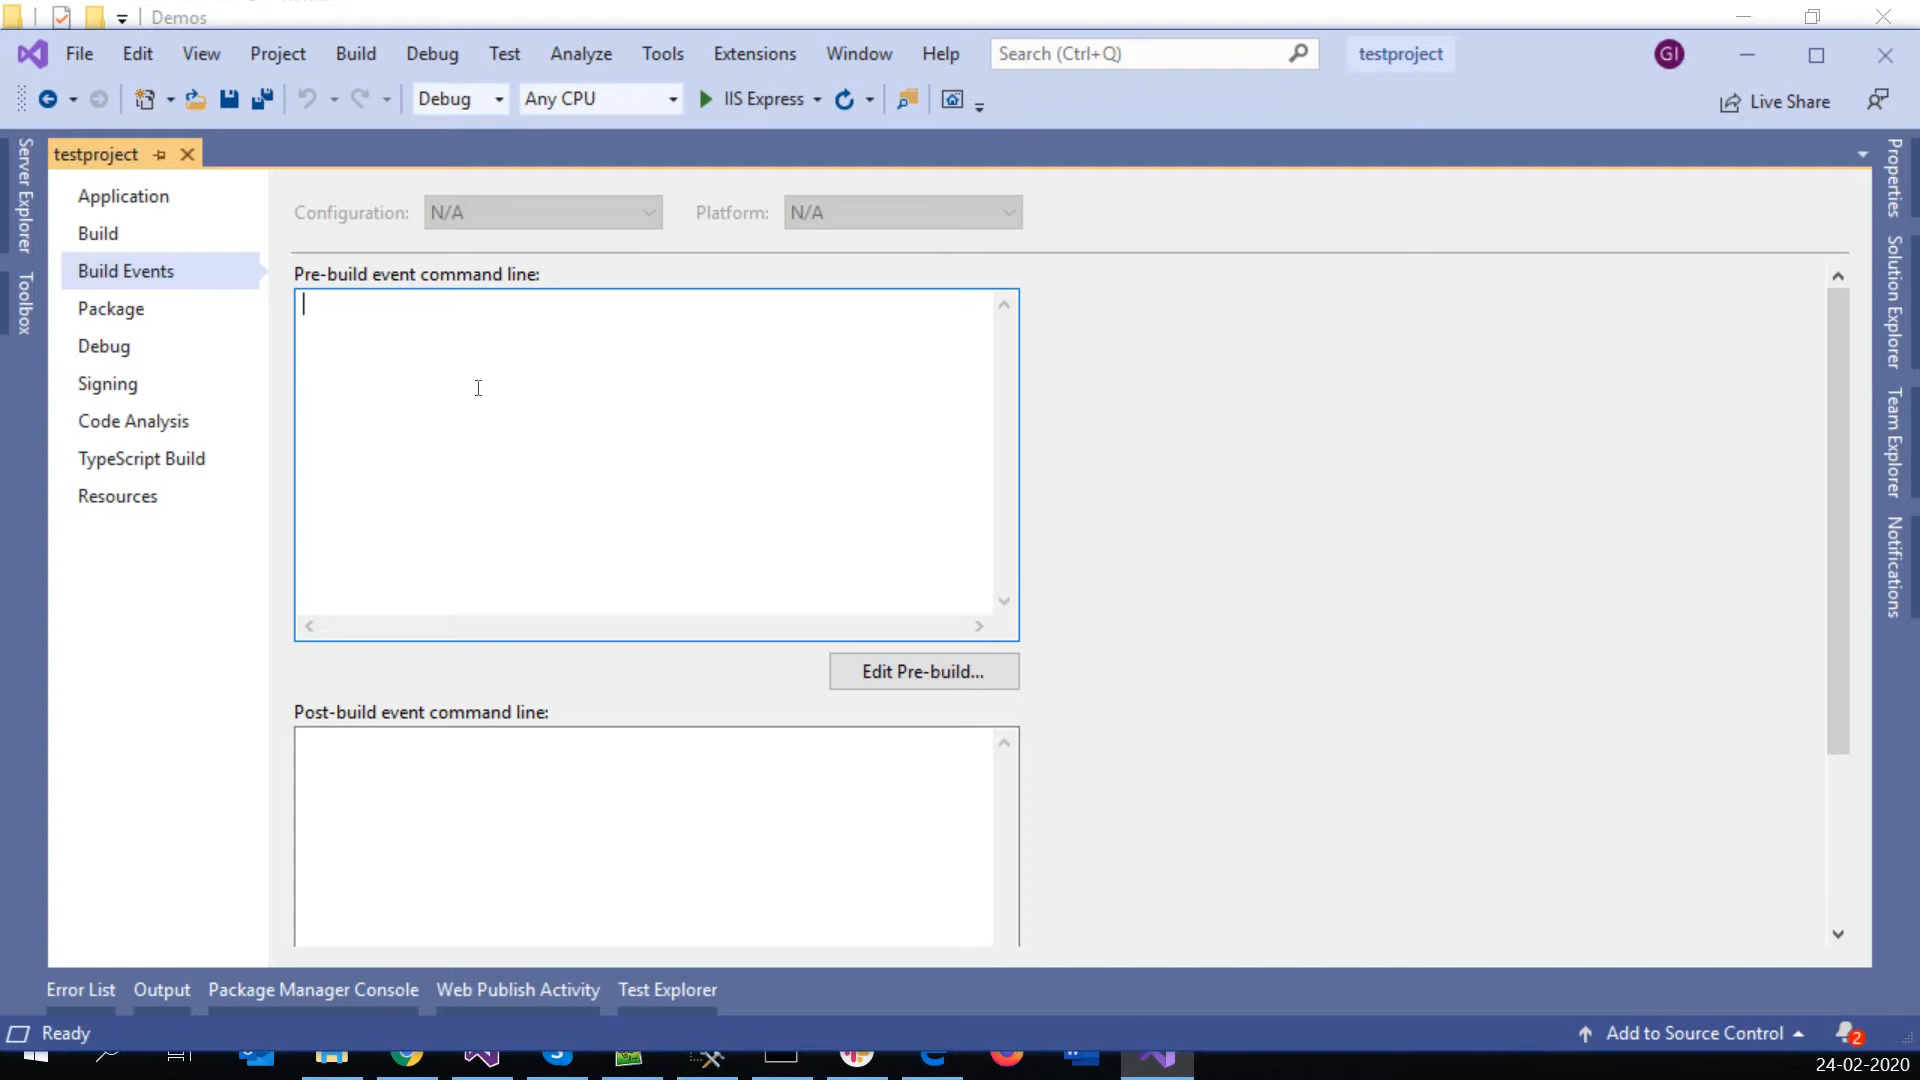 Demos
File Edit View Project Build Debug Test Analyze Tools Extensions Window Help Search (Ctrl+Q) testproject GI
Debug Any CPU IIS Express Live Share
testproject
Server Explorer
Toolbox
Application
Build
Build Events
Package
Debug
Signing
Code Analysis
TypeScript Build
Resources
Configuration: N/A Platform: N/A
Pre-build event command line:
Edit Pre-build...
Post-build event command line:
Properties
Solution Explorer
Team Explorer
Notifications
Error List Output Package Manager Console Web Publish Activity Test Explorer
Ready Add to Source Control 2
24-02-2020